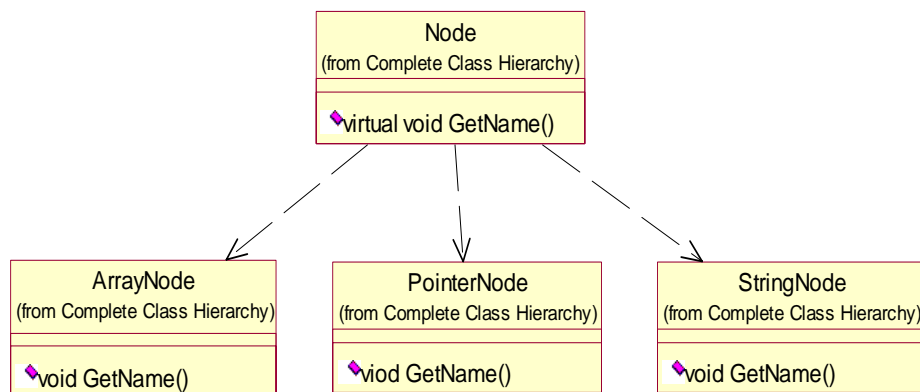 Node
(from Complete Class Hierarchy)
virtual void GetName()
ArrayNode
(from Complete Class Hierarchy)
void GetName()
PointerNode
(from Complete Class Hierarchy)
viod GetName()
StringNode
(from Complete Class Hierarchy)
void GetName()